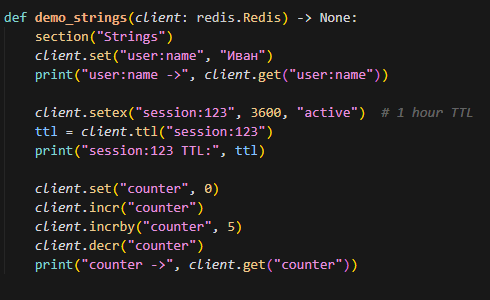 def demo_strings(client: redis.Redis) -> None:
    section("Strings")
    client.set("user:name", "Иван")
    print("user:name ->", client.get("user:name"))

    client.setex("session:123", 3600, "active")  # 1 hour TTL
    ttl = client.ttl("session:123")
    print("session:123 TTL:", ttl)

    client.set("counter", 0)
    client.incr("counter")
    client.incrby("counter", 5)
    client.decr("counter")
    print("counter ->", client.get("counter"))